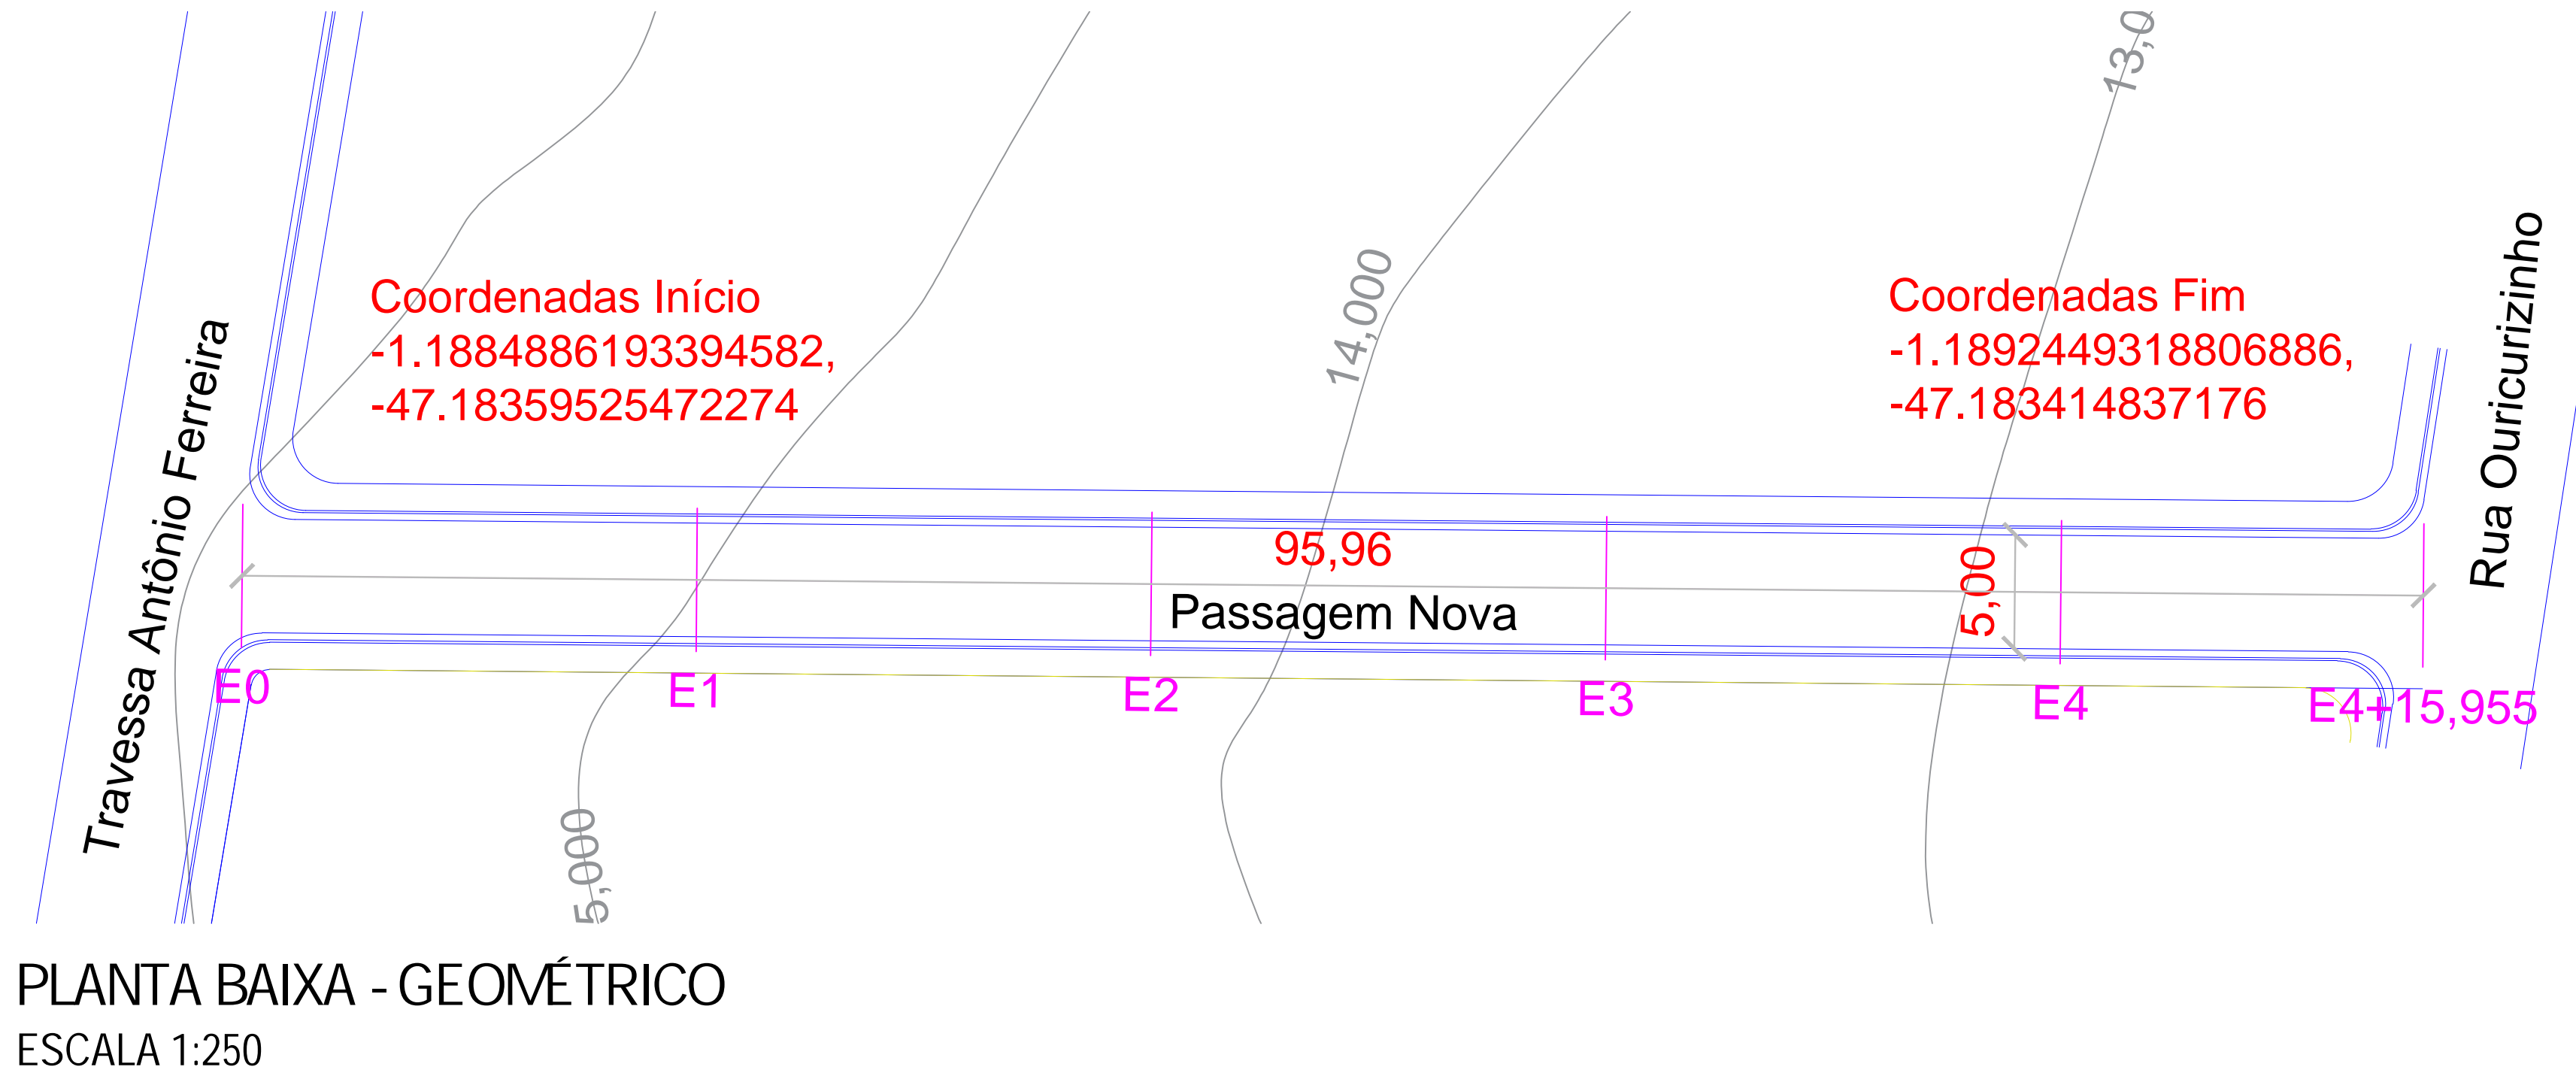 13,0
14,000
Coordenadas Início
-1.1884886193394582,
-47.18359525472274
Coordenadas Fim
-1.1892449318806886,
-47.183414837176
Travessa Antônio Ferreira
Rua Ouricurizinho
95,96
5,00
Passagem Nova
E0
E1
E2
E3
E4
E4+15,955
5,000
PLANTA BAIXA - GEOMÉTRICO
ESCALA 1:250